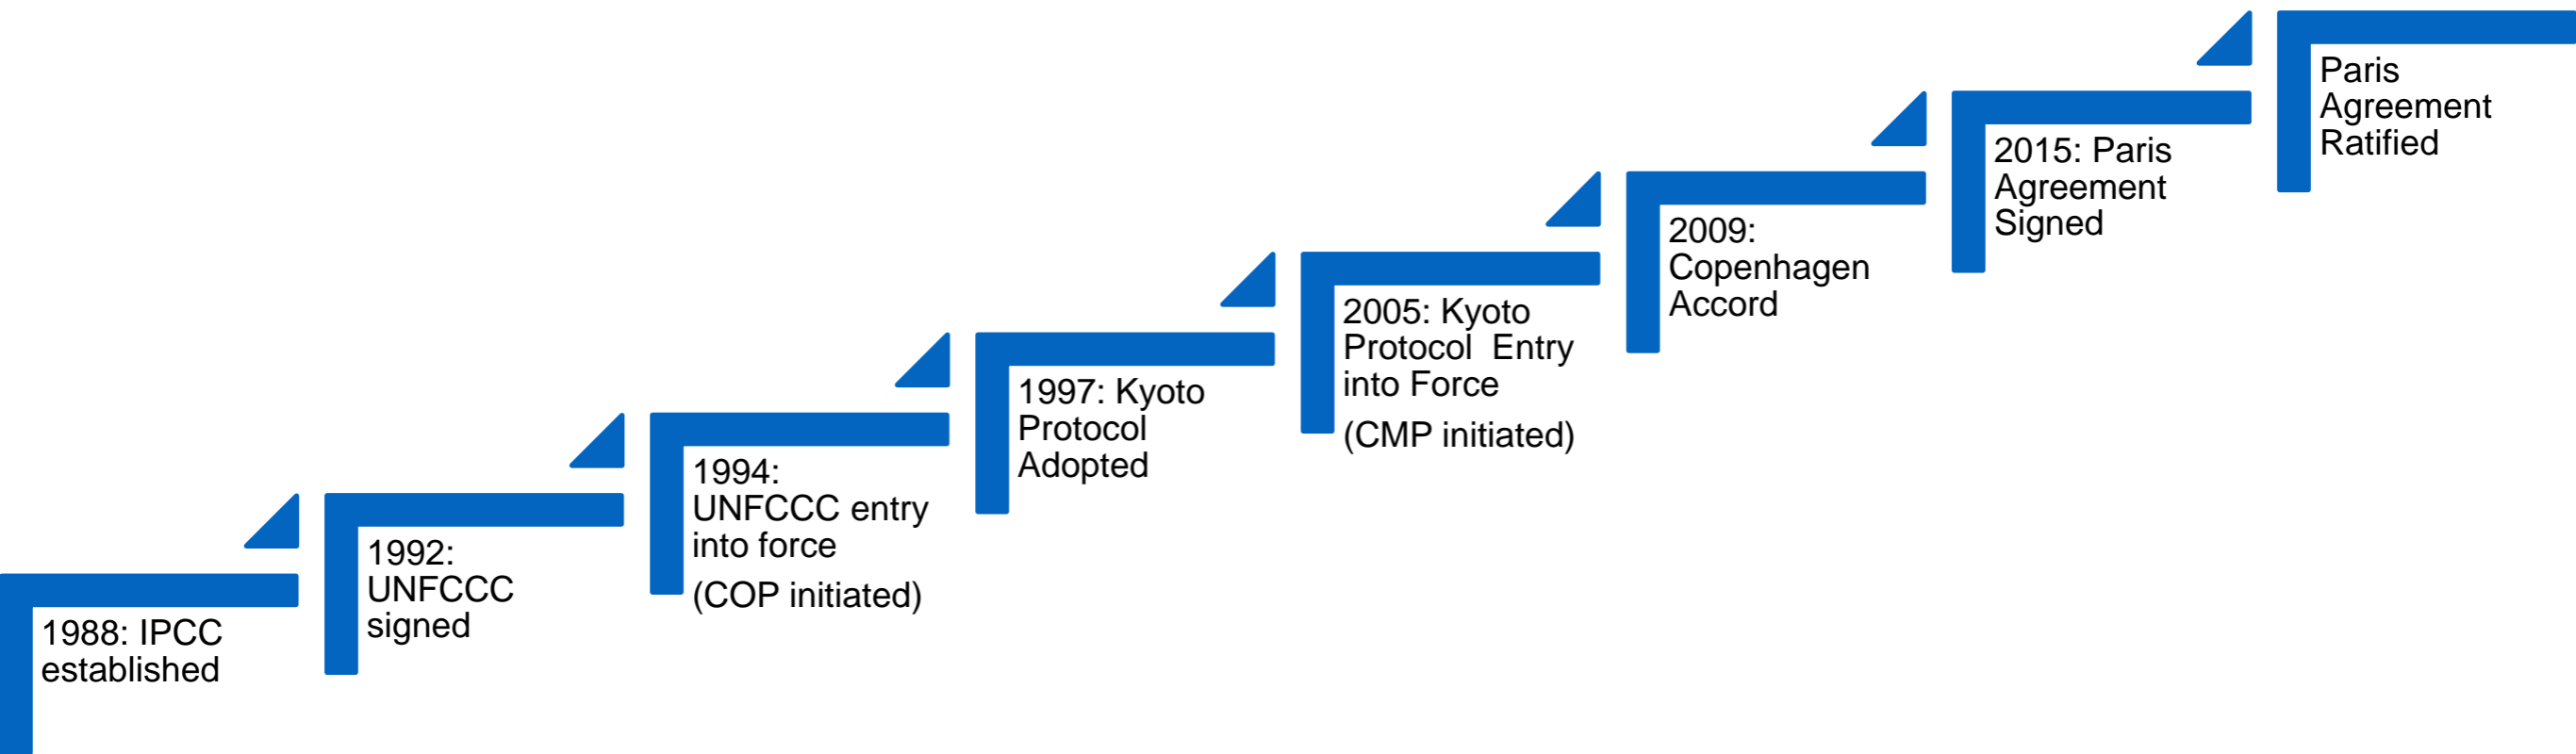 1988: IPCC
established
1992:
UNFCCC
signed
1994:
UNFCCC entry
into force
(COP initiated)
1997: Kyoto
Protocol
Adopted
2005: Kyoto
Protocol  Entry
into Force
(CMP initiated)
2009:
Copenhagen
Accord
2015: Paris
Agreement
Signed
Paris
Agreement
Ratified